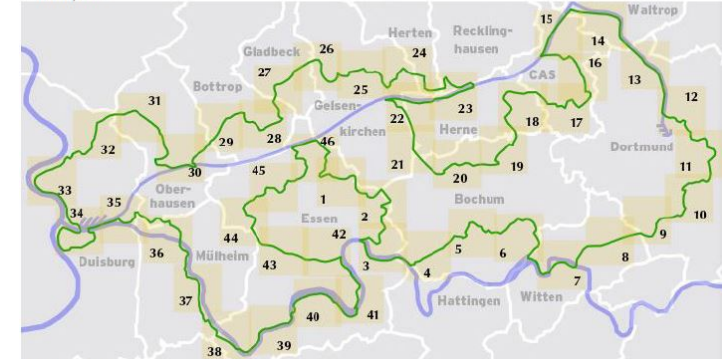 Waltrop
15
Herten
Reckling-
hausen
14
26
24
Gladbeck
16
27
CAS
13
Bottrop
25
12
31
Gelsen-
23
22
18
17
kirchen
Herne
29
28
46
Dortmund
32
21
19
11
30
45
20
33
Ober-
hausen
1
Bochum
35
34
Essen
2
10
44
42
9
36
Mülheim
5
6
8
Duisburg
43
3
4
7
37
Hattingen
Witten
40
41
39
38